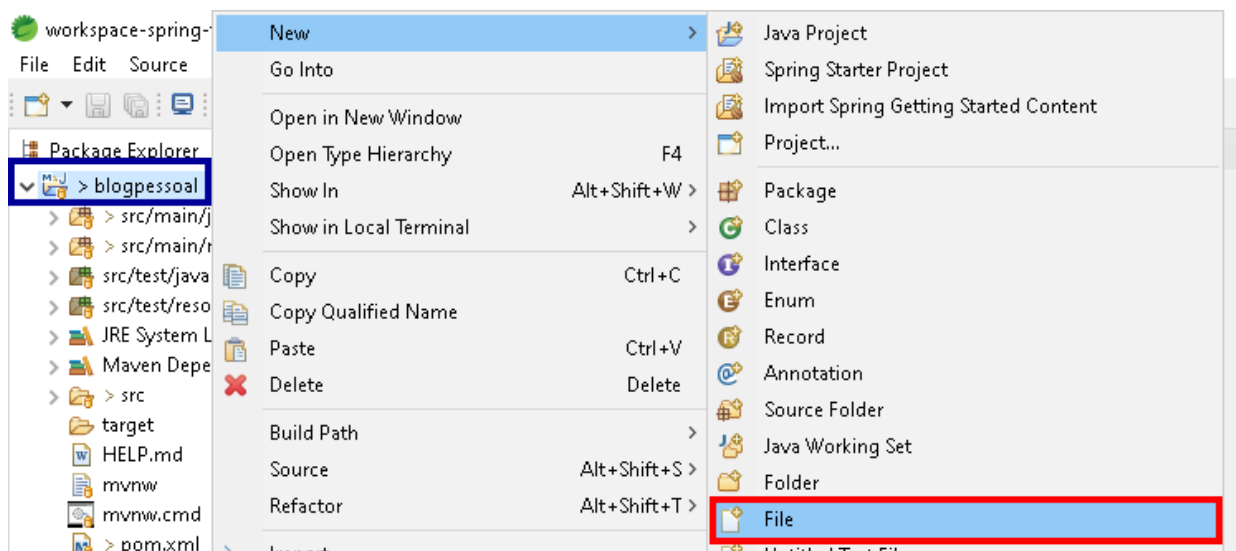 workspace-spring-
File Edit Source
Package Explorer
> blogpessoal
> src/main/j
> src/main/r
src/test/java
src/test/reso
JRE System L
Maven Depe
> src
target
HELP.md
mvnw
mvnw.cmd
> pom.xml
New
Go Into
Open in New Window
Open Type Hierarchy F4
Show In Alt+Shift+W >
Show in Local Terminal
Copy Ctrl+C
Copy Qualified Name
Paste Ctrl+V
Delete Delete
Build Path
Source Alt+Shift+S >
Refactor Alt+Shift+T >
Import
Java Project
Spring Starter Project
Import Spring Getting Started Content
Project...
Package
Class
Interface
Enum
Record
Annotation
Source Folder
Java Working Set
Folder
File
Untitled Text File